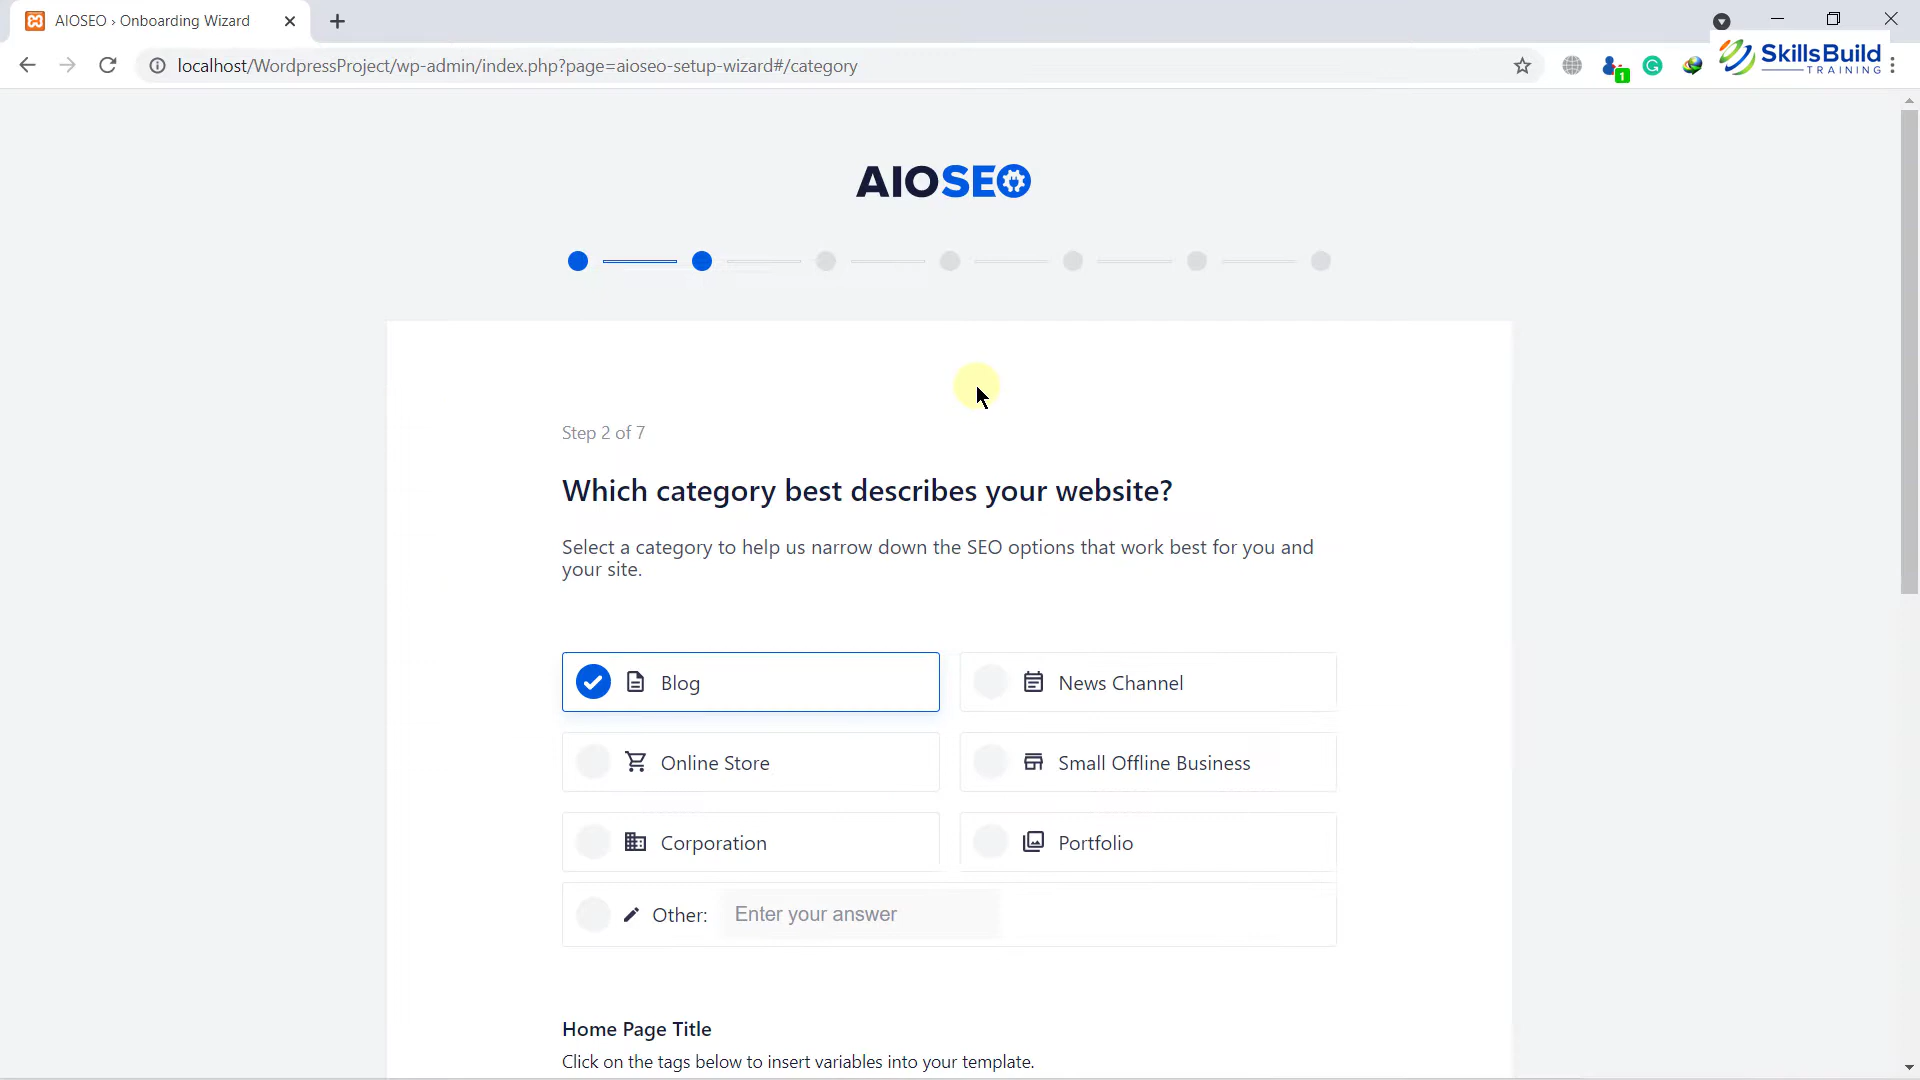 AIOSEO › Onboarding Wizard
localhost/WordpressProject/wp-admin/index.php?page=aioseo-setup-wizard#/category
1
SkillsBuild
TRAINING
AIOSEO
Step 2 of 7
Which category best describes your website?
Select a category to help us narrow down the SEO options that work best for you and
your site.
Blog
News Channel
Online Store
Small Offline Business
Corporation
Portfolio
Other: Enter your answer
Home Page Title
Click on the tags below to insert variables into your template.